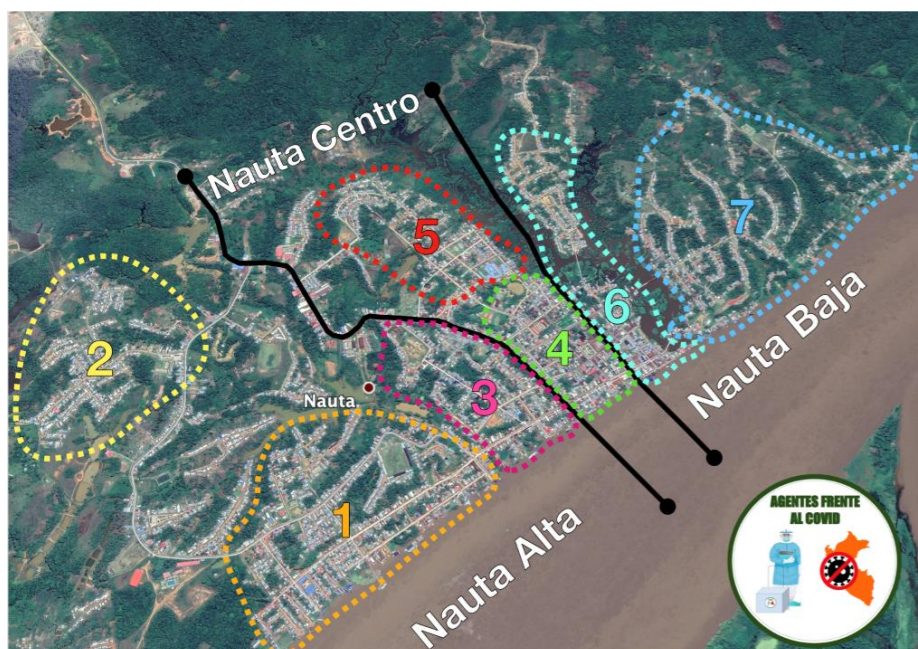 Nauta Centro
5
7
6
2
4
Nauta Baja
Nauta
3
1
Nauta Alta
AGENTES FRENTE
AL COVID